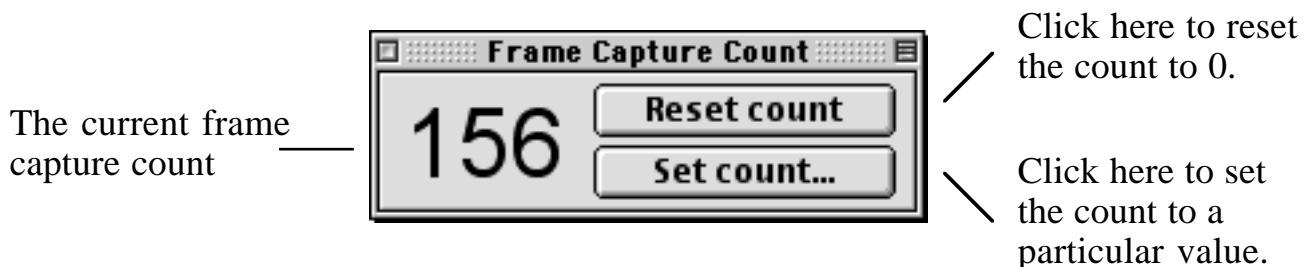 Click here to reset
the count to 0.
Frame Capture Count
The current frame
capture count
156
Reset count
Set count...
Click here to set
the count to a
particular value.